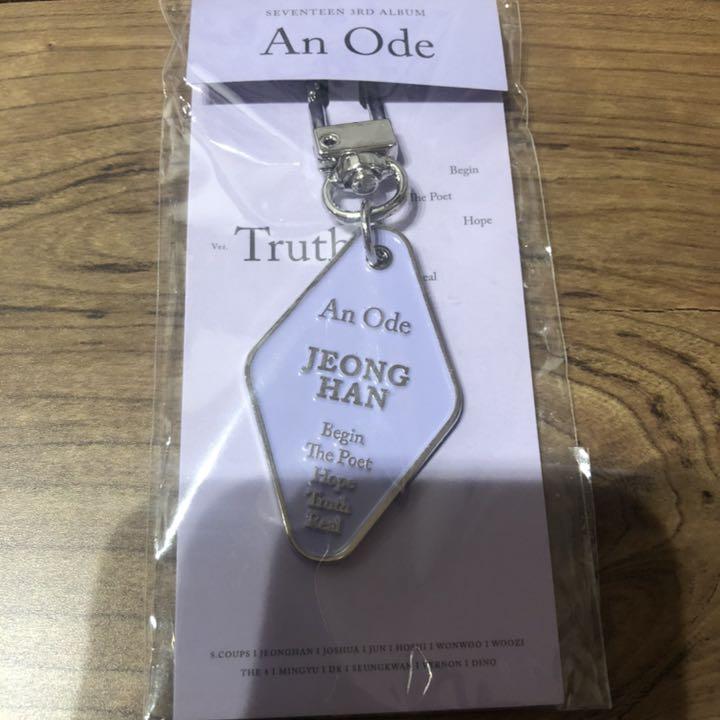 SEVENTEEN 3RD ALBUM
An Ode
Begin
The Poet
Hope
Ver. Truth
eal
An Ode
JEONG
HAN
Begin
The Poet
Hope
Truth
Real
S.COUPS I JEONGHAN I JOSHUA I JUN I HOSHI I WONWOO I WOOZI
THE 8 I MINGYU I DK I SEUNGKWAN I VERNON I DINO